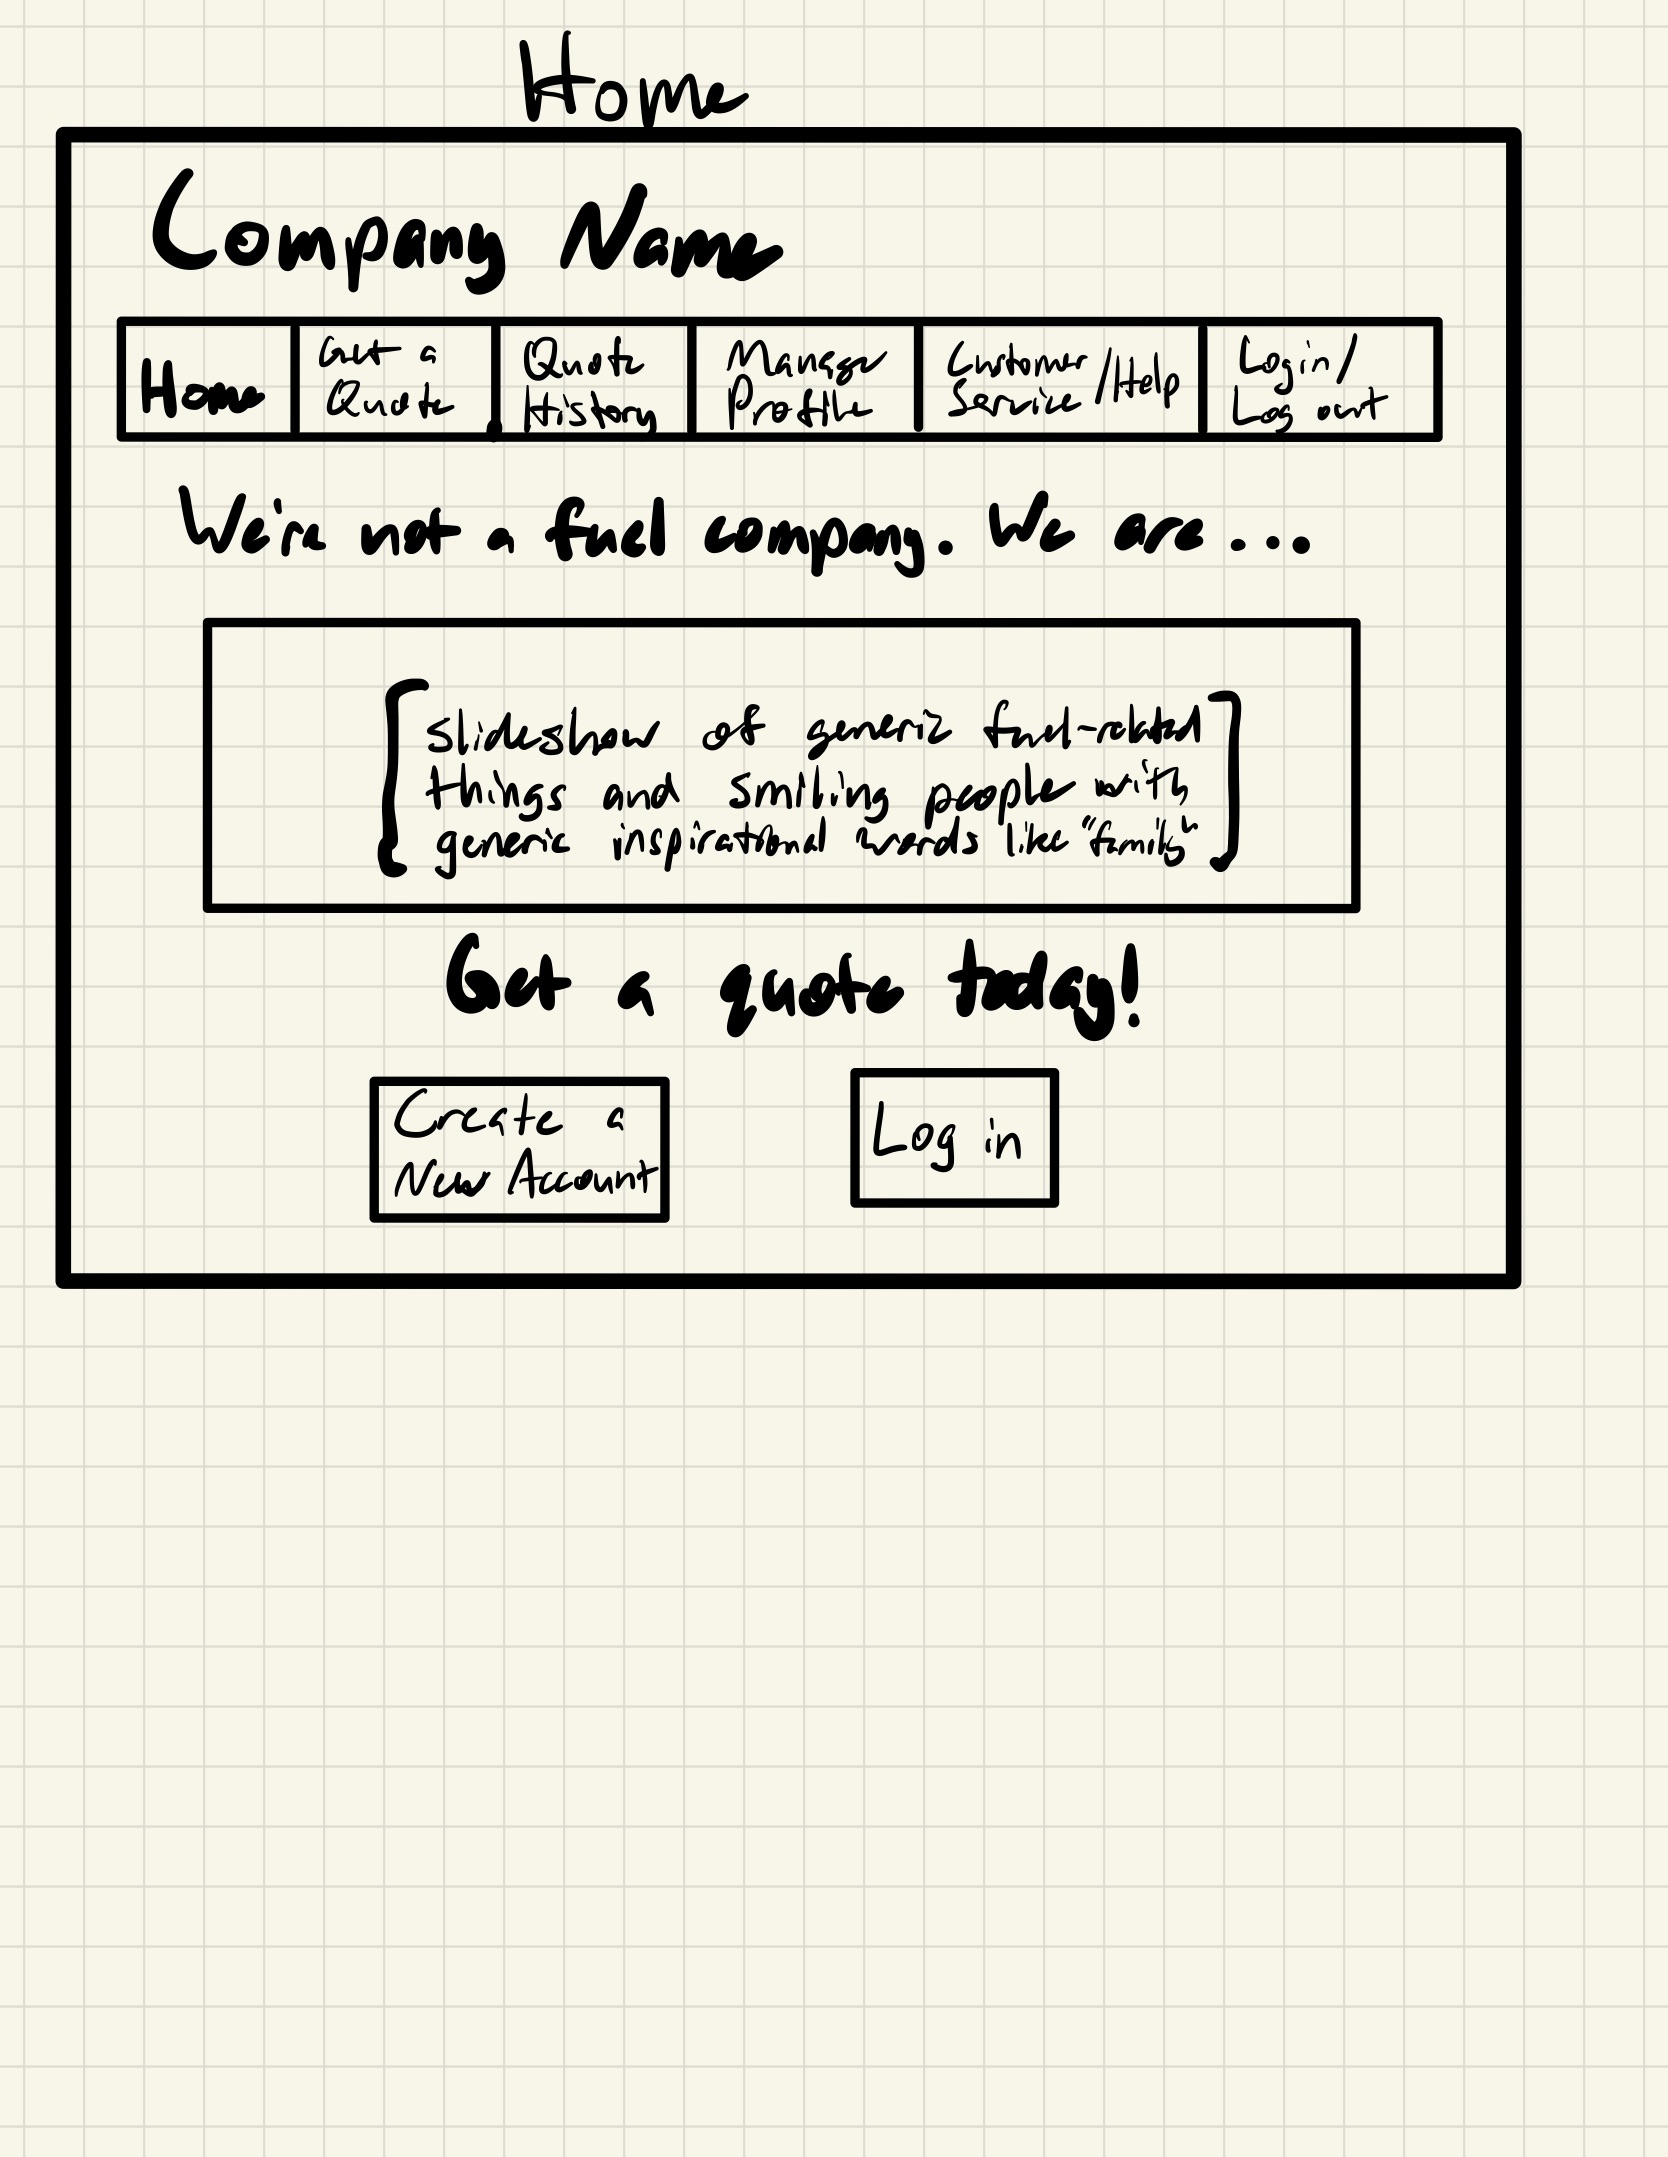 Home
Company Name
Home
Get a
Quote
Quote
History
Manage
Profile
Customer
Service /Help
Login/
Log out
We're not a fuel company. We are ...
[slideshow of generic fuel-related
things and smiling people with
generic inspirational words like "family"]
Get a quote today!
Create a
New Account
Log in